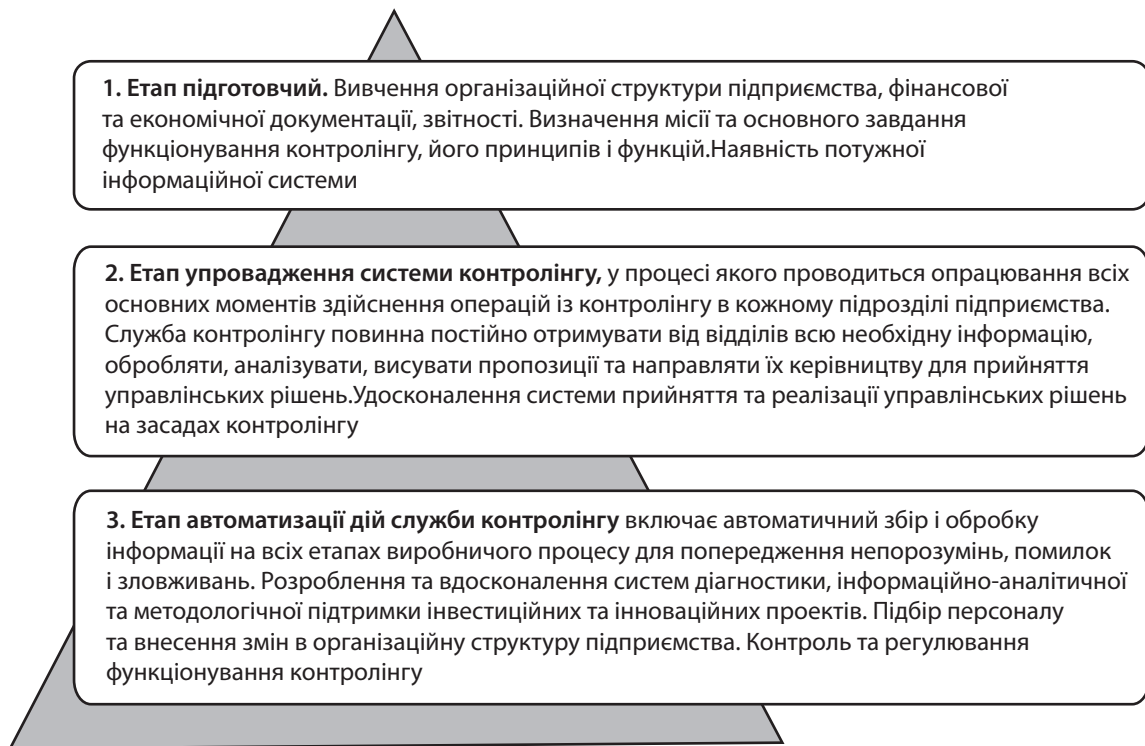 1. Етап підготовчий. Вивчення організаційної структури підприємства, фінансової
та економічної документації, звітності. Визначення місії та основного завдання
функціонування контролінгу, його принципів і функцій.Наявність потужної
інформаційної системи
2. Етап упровадження системи контролінгу, у процесі якого проводиться опрацювання всіх
основних моментів здійснення операцій із контролінгу в кожному підрозділі підприємства.
Служба контролінгу повинна постійно отримувати від відділів всю необхідну інформацію,
обробляти, аналізувати, висувати пропозиції та направляти їх керівництву для прийняття
управлінських рішень.Удосконалення системи прийняття та реалізації управлінських рішень
на засадах контролінгу
3. Етап автоматизації дій служби контролінгу включає автоматичний збір і обробку
інформації на всіх етапах виробничого процесу для попередження непорозумінь, помилок
і зловживань. Розроблення та вдосконалення систем діагностики, інформаційно-аналітичної
та методологічної підтримки інвестиційних та інноваційних проектів. Підбір персоналу
та внесення змін в організаційну структуру підприємства. Контроль та регулювання
функціонування контролінгу